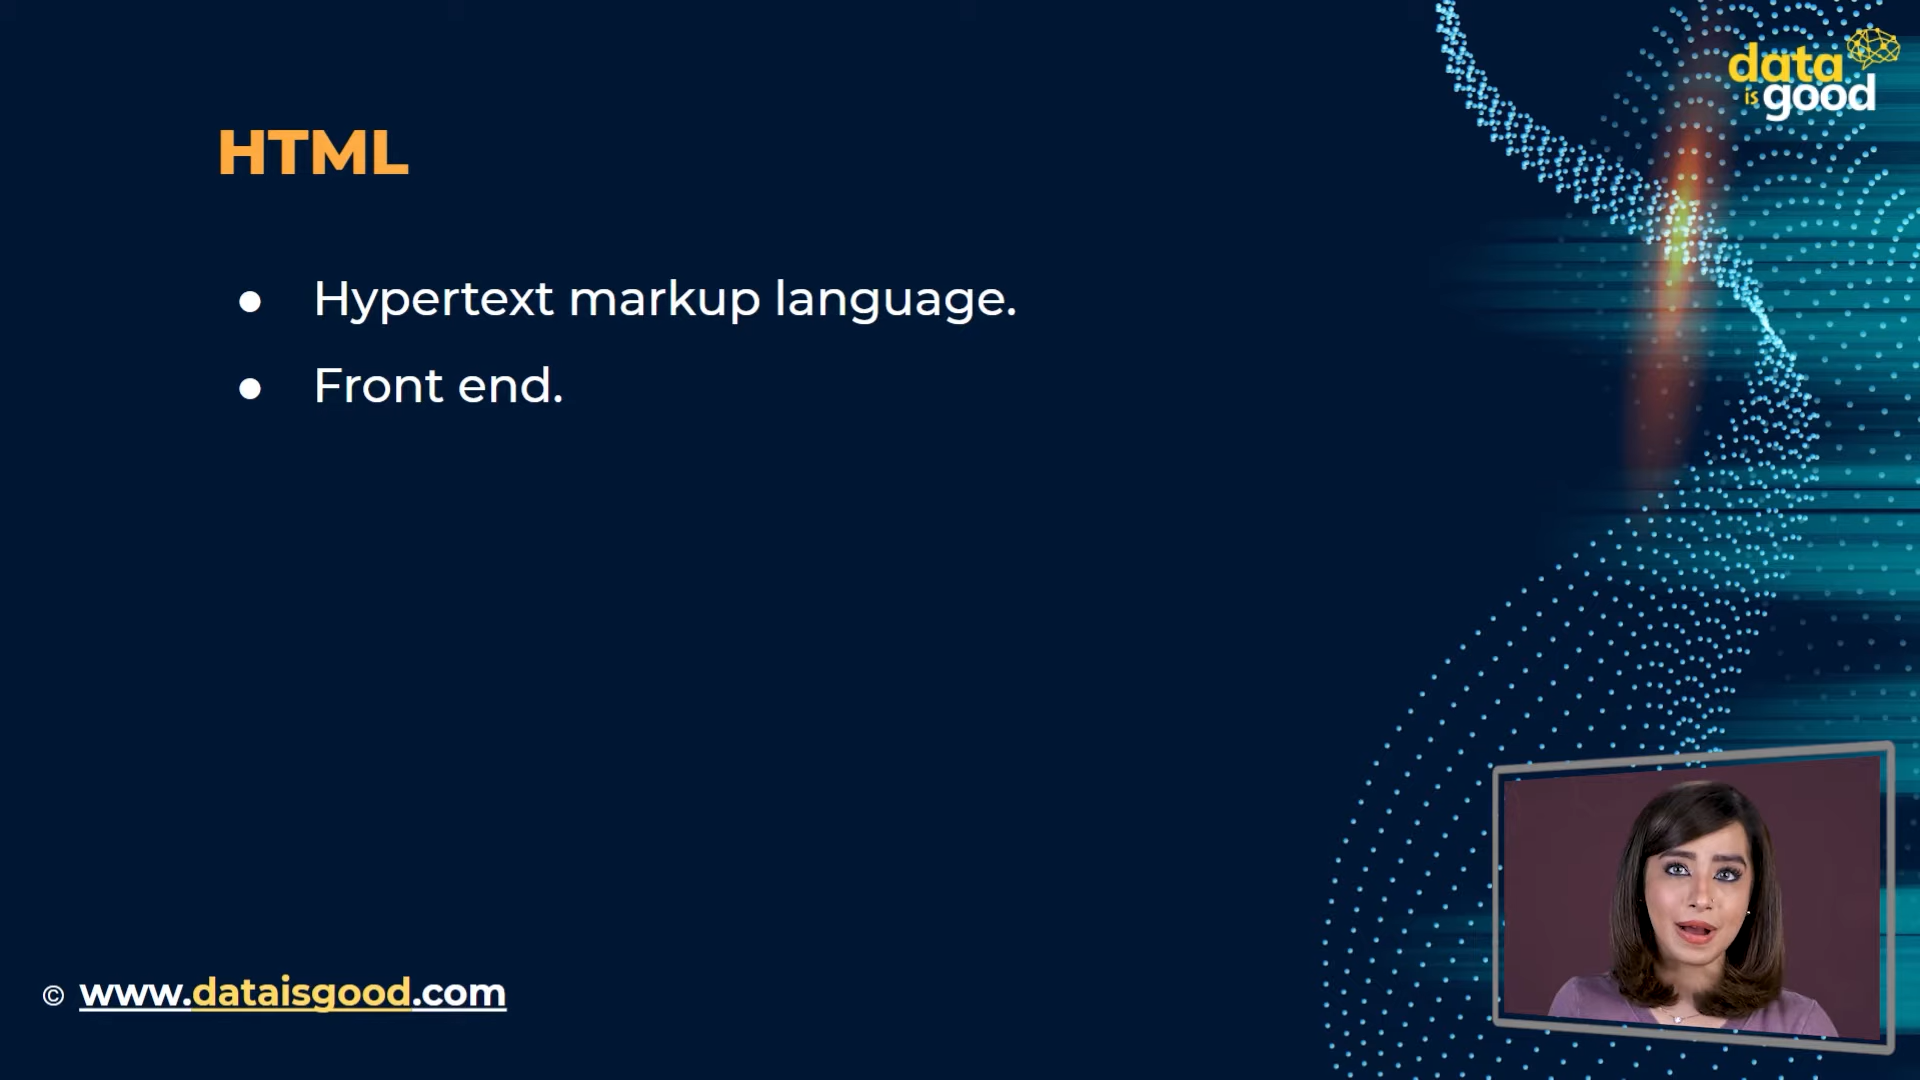 data
is good
HTML
● Hypertext markup language.
● Front end.
© www.dataisgood.com